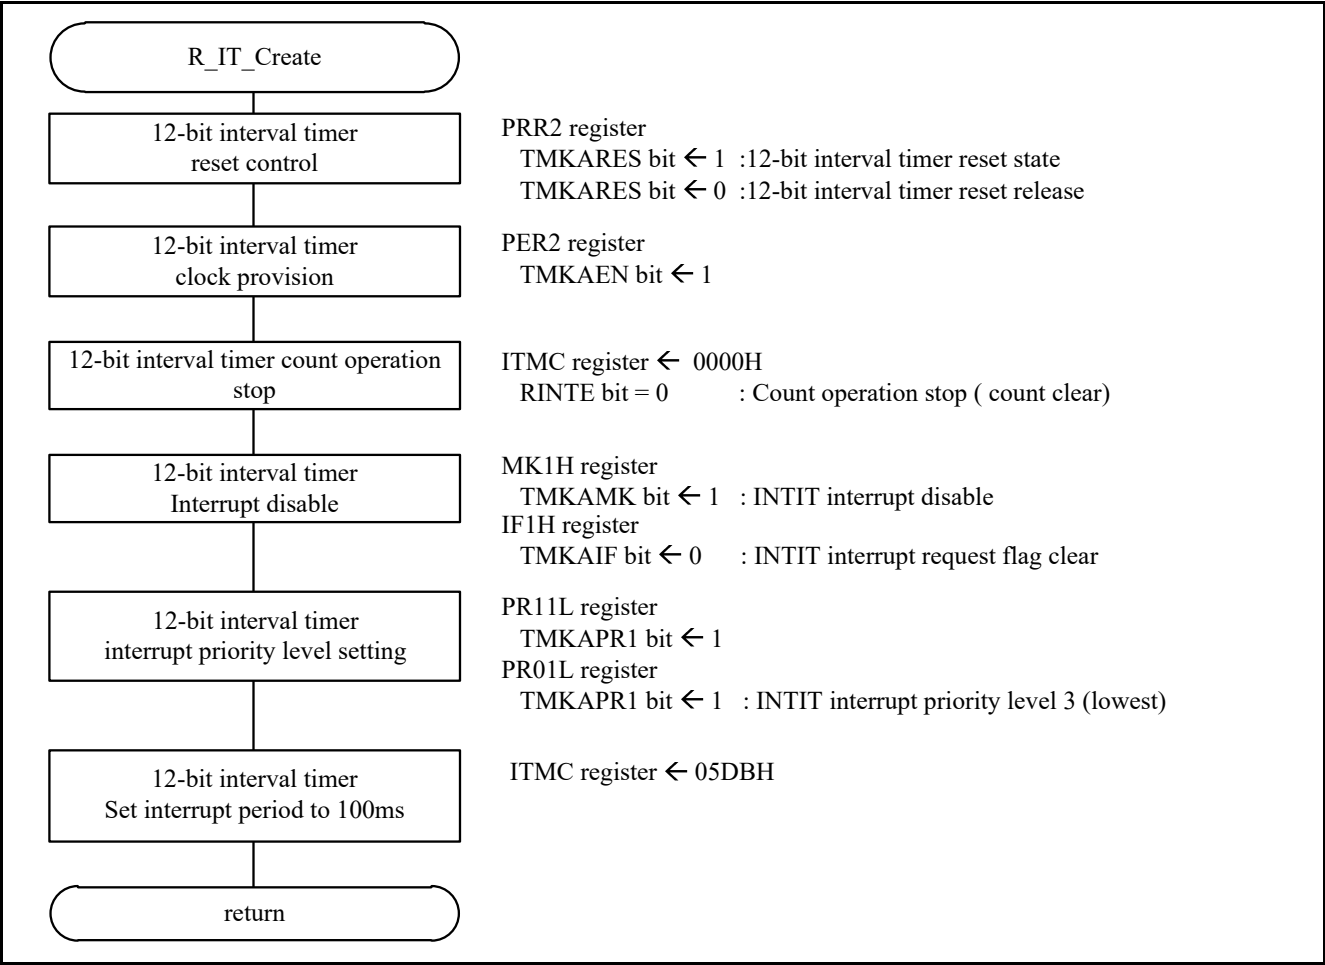 R_IT_Create
12-bit interval timer
reset control
PRR2 register
TMKARES bit ← 1 :12-bit interval timer reset state
TMKARES bit ← 0 :12-bit interval timer reset release
12-bit interval timer
clock provision
PER2 register
TMKAEN bit ← 1
12-bit interval timer count operation
stop
ITMC register ← 0000H
RINTE bit = 0 : Count operation stop ( count clear)
12-bit interval timer
Interrupt disable
MK1H register
TMKAMK bit ← 1 : INTIT interrupt disable
IF1H register
TMKAIF bit ← 0 : INTIT interrupt request flag clear
12-bit interval timer
interrupt priority level setting
PR11L register
TMKAPR1 bit ← 1
PR01L register
TMKAPR1 bit ← 1 : INTIT interrupt priority level 3 (lowest)
12-bit interval timer
Set interrupt period to 100ms
ITMC register ← 05DBH
return